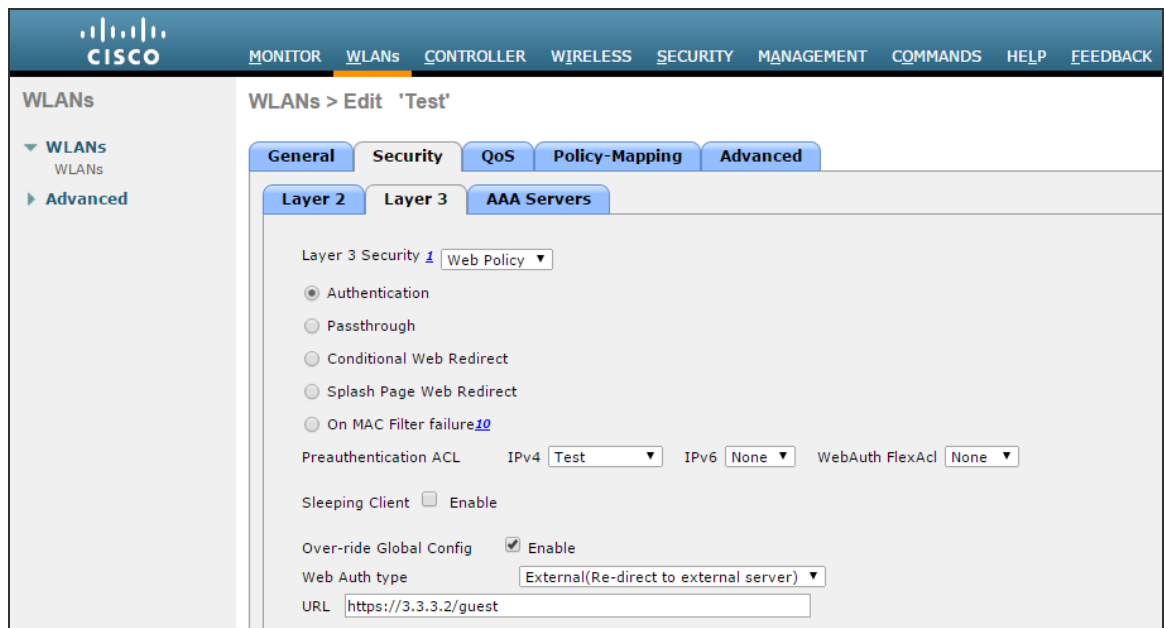 CISCO
MONITOR WLANs CONTROLLER WIRELESS SECURITY MANAGEMENT COMMANDS HELP FEEDBACK
WLANs
WLANs > Edit 'Test'
WLANs
WLANs
Advanced
General Security QoS Policy-Mapping Advanced
Layer 2 Layer 3 AAA Servers
Layer 3 Security 1 Web Policy
Authentication
Passthrough
Conditional Web Redirect
Splash Page Web Redirect
On MAC Filter failure10
Preauthentication ACL IPv4 Test IPv6 None WebAuth FlexAcl None
Sleeping Client Enable
Over-ride Global Config Enable
Web Auth type External(Re-direct to external server)
URL https://3.3.3.2/guest